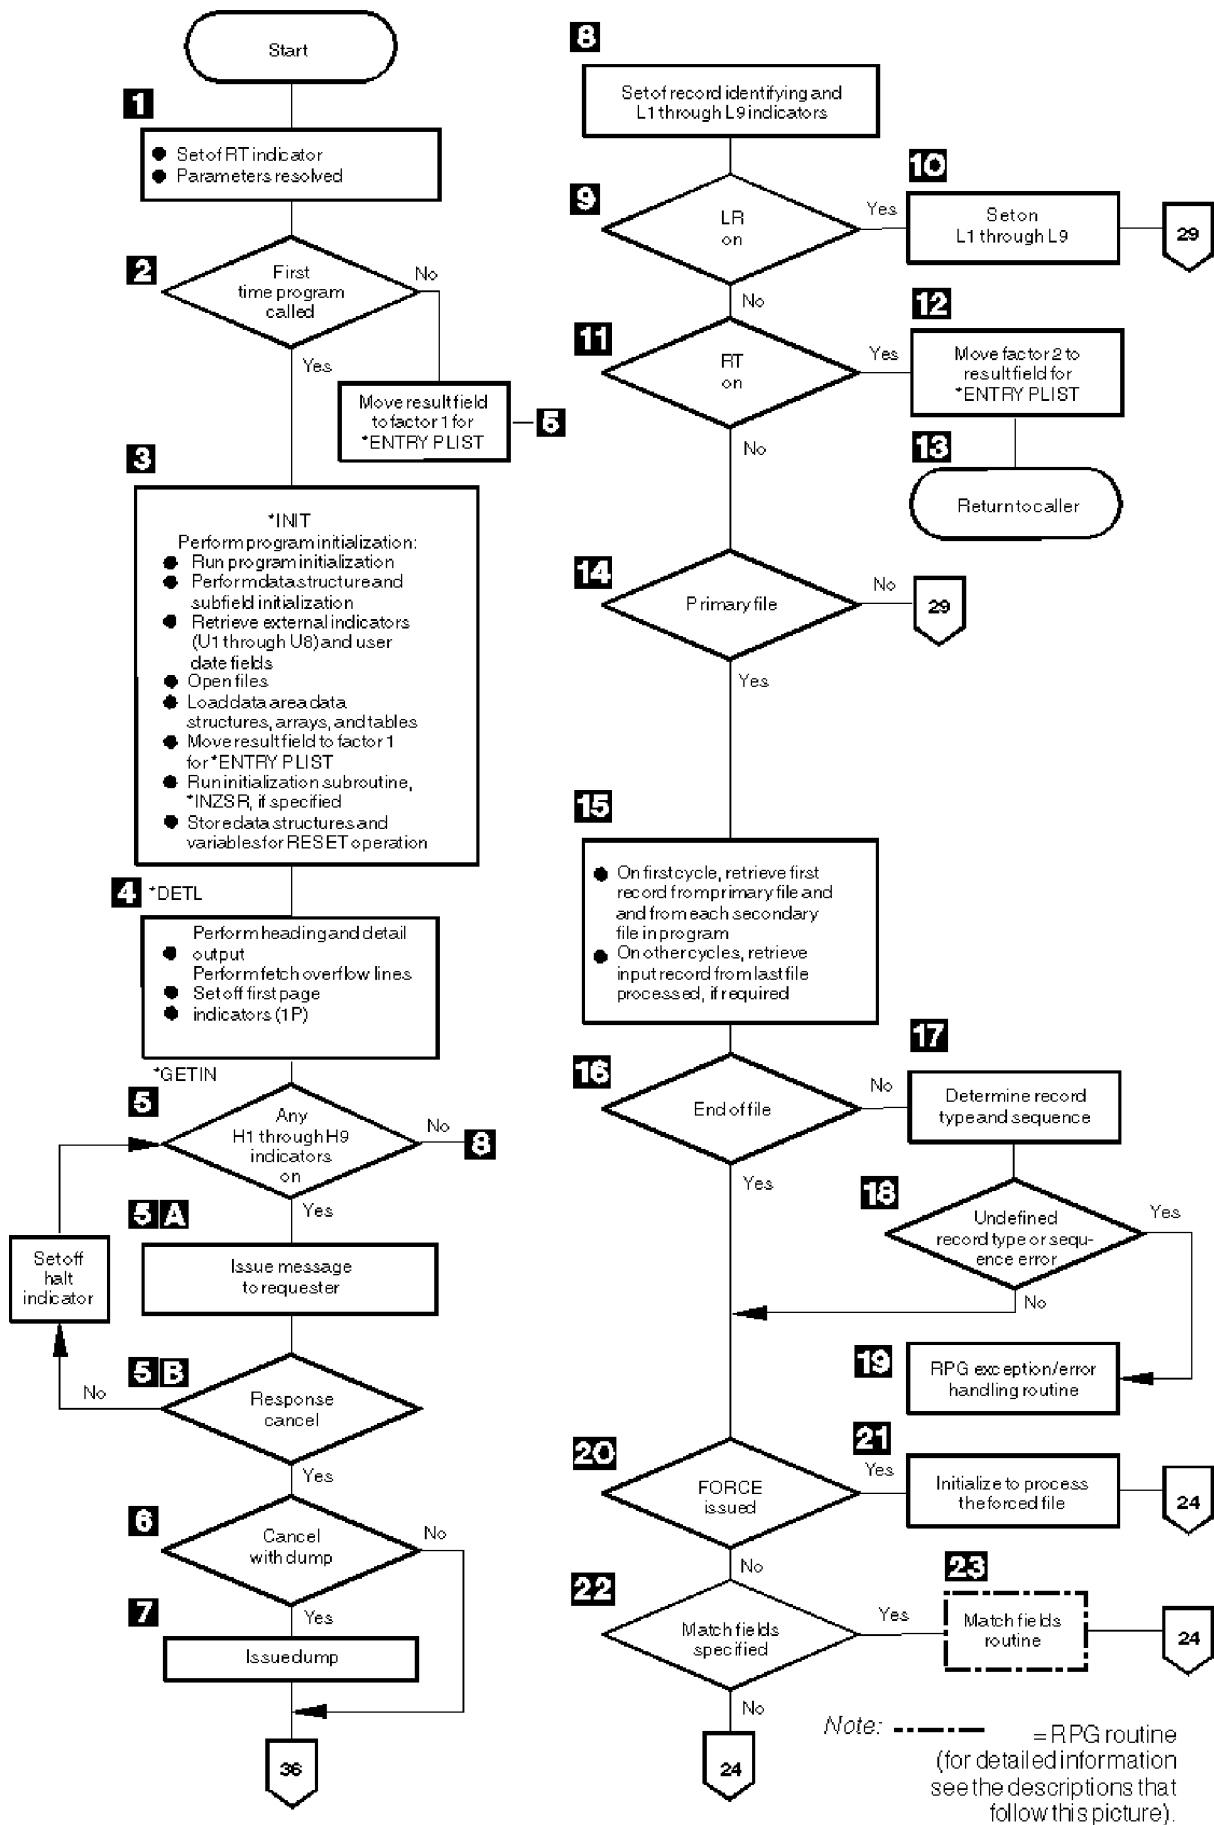 Start
1
Setof RT indicator
Parameters resolved
2
First
time program
called
No
Yes
Move result field
to factor 1 for
*ENTRY PLIST
5
3
*INIT
Perform program initialization:
Run program initialization
Perform data structure and
subfield initialization
Retrieve external indicators
(U1 through U8) and user
date fields
Open files
Load data area data
structures, arrays, and tables
Move result field to factor 1
for *ENTRY PLIST
Run initialization subroutine,
*INZSR, if specified
Store data structures and
variables for RESET operation
4 *DETL
Perform heading and detail
output
Perform fetch overflow lines
Set off first page
indicators (1P)
*GETIN
5
Any
H1 through H9
indicators
on
No
8
Yes
5 A
Issue message
to requester
Set off
halt
indicator
5 B
No
Response
cancel
Yes
6
Cancel
with dump
No
7
Yes
Issue dump
36
8
Setof record identifying and
L1 through L9 indicators
9
LR
on
Yes
10
Set on
L1 through L9
29
No
11
RT
on
Yes
12
Move factor 2 to
result field for
*ENTRY PLIST
No
13
Return to caller
14
Primary file
No
29
Yes
15
On first cycle, retrieve first
record from primary file and
and from each secondary
file in program
On other cycles, retrieve
input record from last file
processed, if required
16
End of file
No
17
Determine record
type and sequence
Yes
18
Undefined
record type or sequ-
ence error
Yes
No
19
RPG exception/error
handling routine
20
FORCE
issued
Yes
21
Initialize to process
the forced file
24
No
22
Match fields
specified
Yes
23
Match fields
routine
24
No
24
Note:
= RPG routine
(for detailed information
see the descriptions that
follow this picture).